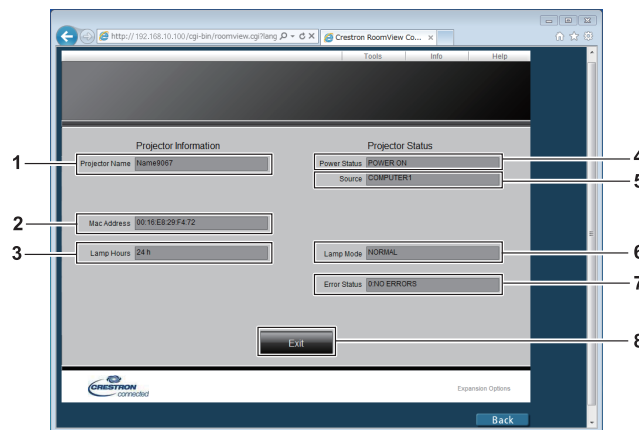 http://192.168.10.100/cgi-bin/roomview.cgi?lang
Crestron RoomView Co...
Tools Info Help
Projector Information
Projector Status
1 Projector Name Name9067
Power Status POWER ON 4
Source COMPUTER1 5
2 Mac Address 00:16:E8:29:F4:72
3 Lamp Hours 24 h
Lamp Mode NORMAL 6
Error Status 0:NO ERRORS 7
Exit 8
CRESTRON connected
Expansion Options
Back